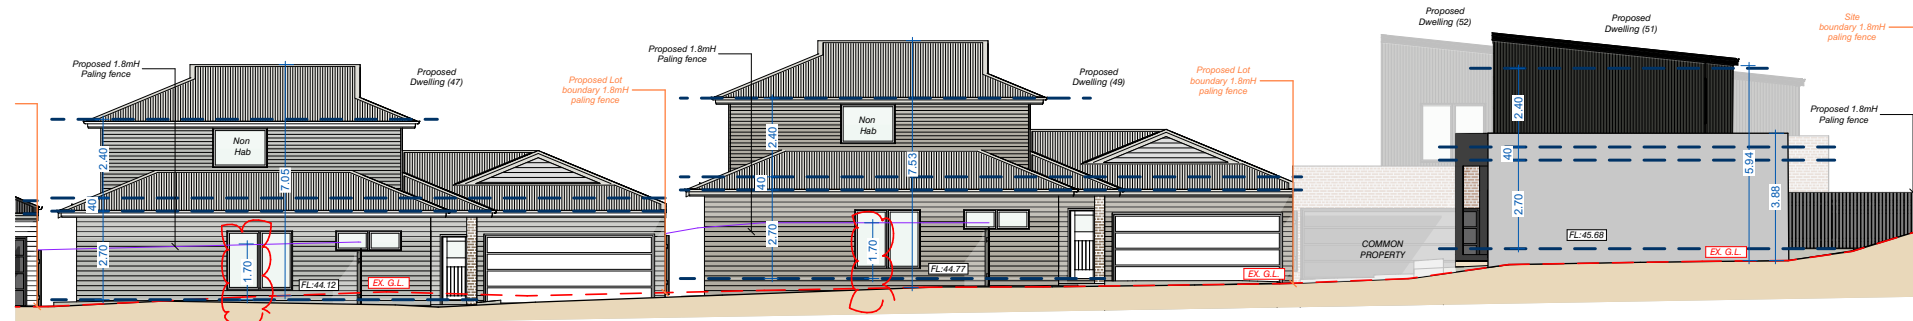 Proposed 1.8mH
Paling fence
Proposed
Dwelling (47)
Proposed Lot
boundary 1.8mH
paling fence
Non
Hab
2.40
7.05
40
2.70
1.70
FL:44.12
EX. G.L.
Proposed 1.8mH
Paling fence
Proposed
Dwelling (49)
Proposed Lot
boundary 1.8mH
paling fence
Non
Hab
2.40
7.53
40
2.70
1.70
FL:44.77
EX. G.L.
Proposed
Dwelling (52)
Proposed
Dwelling (51)
Site
boundary 1.8mH
paling fence
Proposed 1.8mH
Paling fence
2.40
40
5.94
2.70
3.88
COMMON
PROPERTY
FL:45.68
EX. G.L.